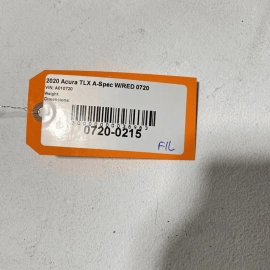 2020 Acura TLX A-Spec W/RED 0720
VIN: A010720
Weight:
Dimensions:
0720-0215
FIL